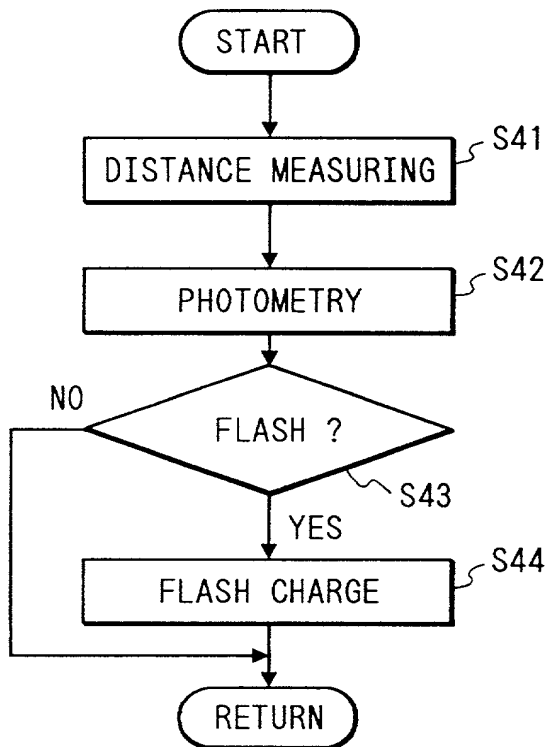 START
S41
DISTANCE MEASURING
S42
PHOTOMETRY
NO
FLASH ?
S43
YES
S44
FLASH CHARGE
RETURN